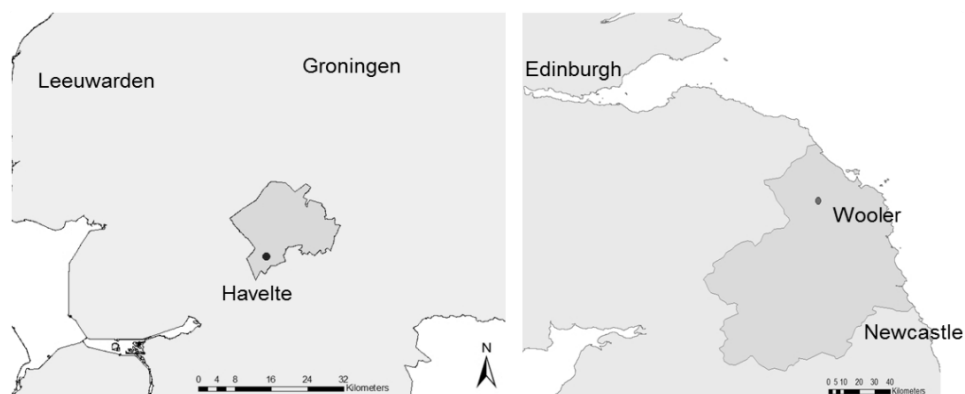 Leeuwarden
Groningen
Havelte
N
0 2 4 8 16 24 32
Kilometers
Edinburgh
Wooler
Newcastle
0 5 10 20 30 40
Kilometers